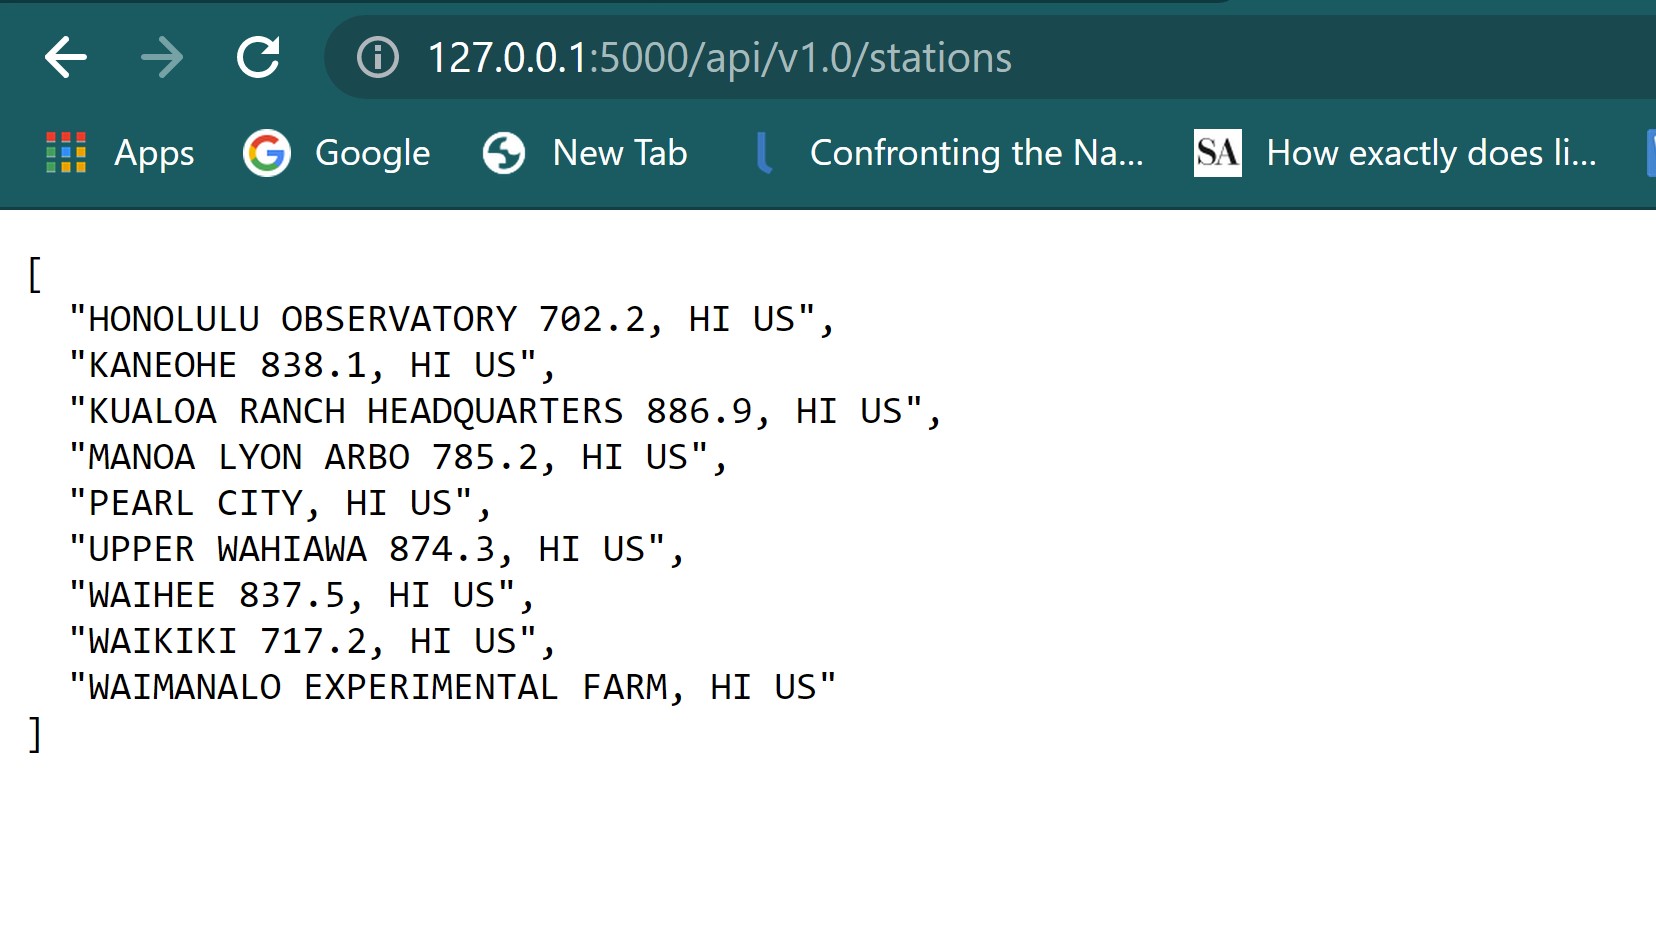 127.0.0.1:5000/api/v1.0/stations
Apps Google New Tab Confronting the Na... SA How exactly does li...
[
"HONOLULU OBSERVATORY 702.2, HI US",
"KANEOHE 838.1, HI US",
"KUALOA RANCH HEADQUARTERS 886.9, HI US",
"MANOA LYON ARBO 785.2, HI US",
"PEARL CITY, HI US",
"UPPER WAHIAWA 874.3, HI US",
"WAIHEE 837.5, HI US",
"WAIKIKI 717.2, HI US",
"WAIMANALO EXPERIMENTAL FARM, HI US"
]